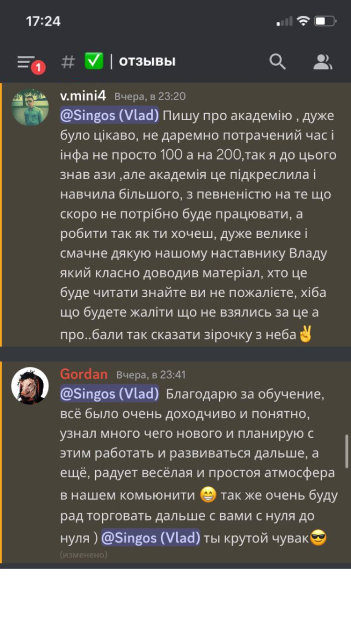 17:24
1
# ✅ | отзывы
v.mini4 Вчера, в 23:20
@Singos (Vlad) Пишу про академію , дуже
було цікаво, не даремно потрачений час і
інфа не просто 100 а на 200,так я до цього
знав ази ,але академія це підкреслила і
навчила більшого, з певненістю на те що
скоро не потрібно буде працювати, а
робити так як ти хочеш, дуже велике і
смачне дякую нашому наставнику Владу
який класно доводив матеріал, хто це
буде читати знайте ви не пожалієте, хіба
що будете жаліти що не взялись за це а
про..бали так сказати зірочку з неба✌️
Gordan Вчера, в 23:41
@Singos (Vlad) Благодарю за обучение,
всё было очень доходчиво и понятно,
узнал много чего нового и планирую с
этим работать и развиваться дальше, а
ещё, радует весёлая и простоя атмосфера
в нашем комьюнити 😁 так же очень буду
рад торговать дальше с вами с нуля до
нуля ) @Singos (Vlad) ты крутой чувак😎
(изменено)